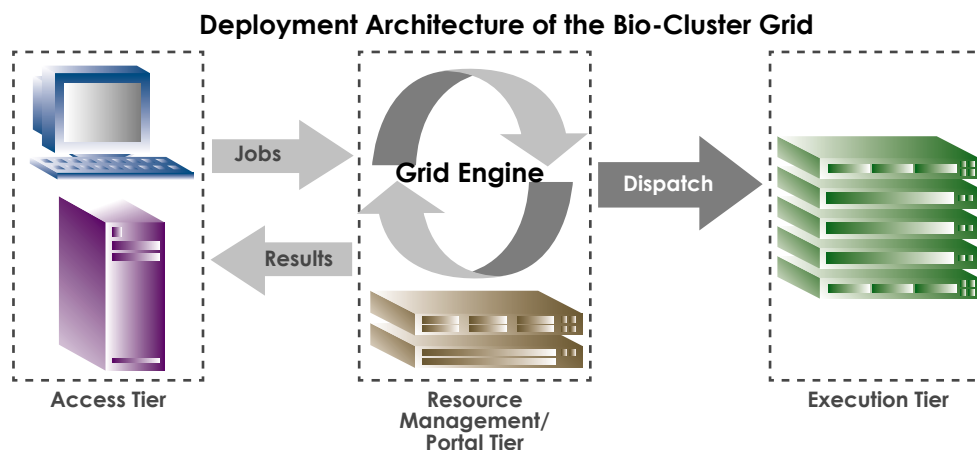 Deployment Architecture of the Bio-Cluster Grid
Jobs
Grid Engine
Dispatch
Results
Access Tier
Resource
Management/
Portal Tier
Execution Tier